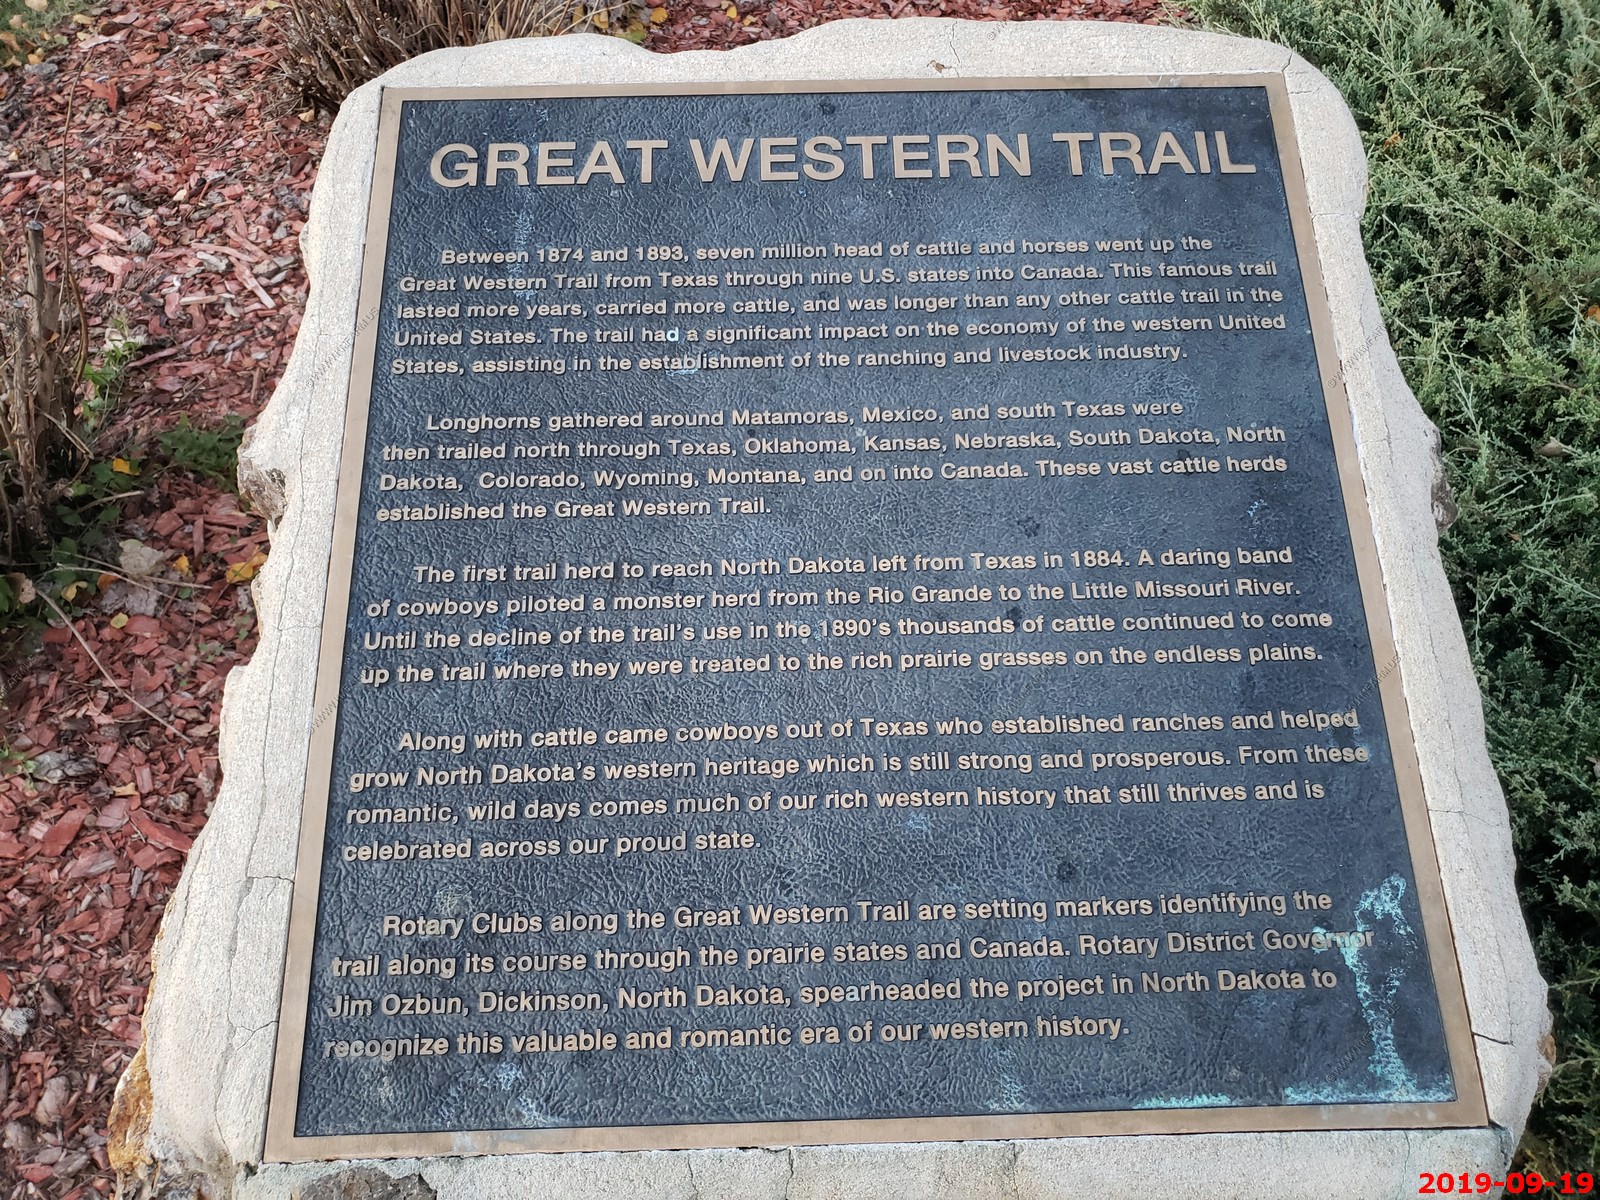 GREAT WESTERN TRAIL
Between 1874 and 1893, seven million head of cattle and horses went up the
Great Western Trail from Texas through nine U.S. states into Canada. This famous trail
lasted more years, carried more cattle, and was longer than any other cattle trail in the
United States. The trail had a significant impact on the economy of the western United
States, assisting in the establishment of the ranching and livestock industry.
Longhorns gathered around Matamoras, Mexico, and south Texas were
then trailed north through Texas, Oklahoma, Kansas, Nebraska, South Dakota, North
Dakota, Colorado, Wyoming, Montana, and on into Canada. These vast cattle herds
established the Great Western Trail.
The first trail herd to reach North Dakota left from Texas in 1884. A daring band
of cowboys piloted a monster herd from the Rio Grande to the Little Missouri River.
Until the decline of the trail's use in the 1890's thousands of cattle continued to come
up the trail where they were treated to the rich prairie grasses on the endless plains.
Along with cattle came cowboys out of Texas who established ranches and helped
grow North Dakota's western heritage which is still strong and prosperous. From these
romantic, wild days comes much of our rich western history that still thrives and is
celebrated across our proud state.
Rotary Clubs along the Great Western Trail are setting markers identifying the
trail along its course through the prairie states and Canada. Rotary District Governor
Jim Ozbun, Dickinson, North Dakota, spearheaded the project in North Dakota to
recognize this valuable and romantic era of our western history.
2019-09-19